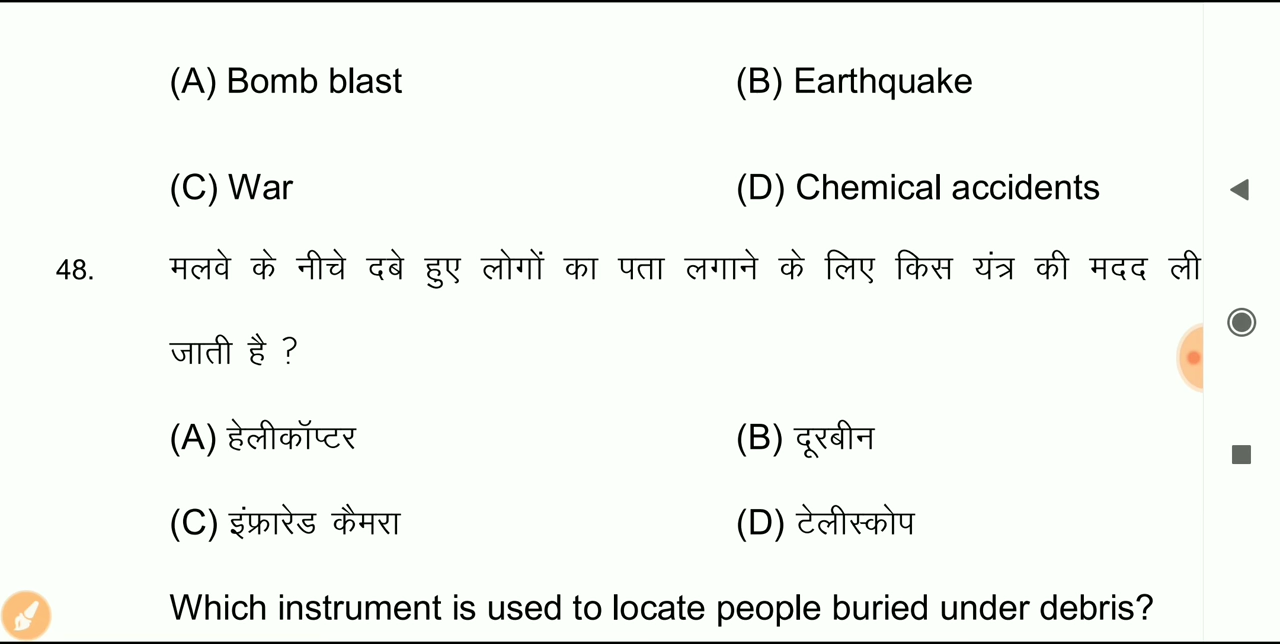 (A) Bomb blast (B) Earthquake
(C) War (D) Chemical accidents
48. मलवे के नीचे दबे हुए लोगों का पता लगाने के लिए किस यंत्र की मदद ली
जाती है ?
(A) हेलीकॉप्टर (B) दूरबीन
(C) इंफ्रारेड कैमरा (D) टेलीस्कोप
Which instrument is used to locate people buried under debris?